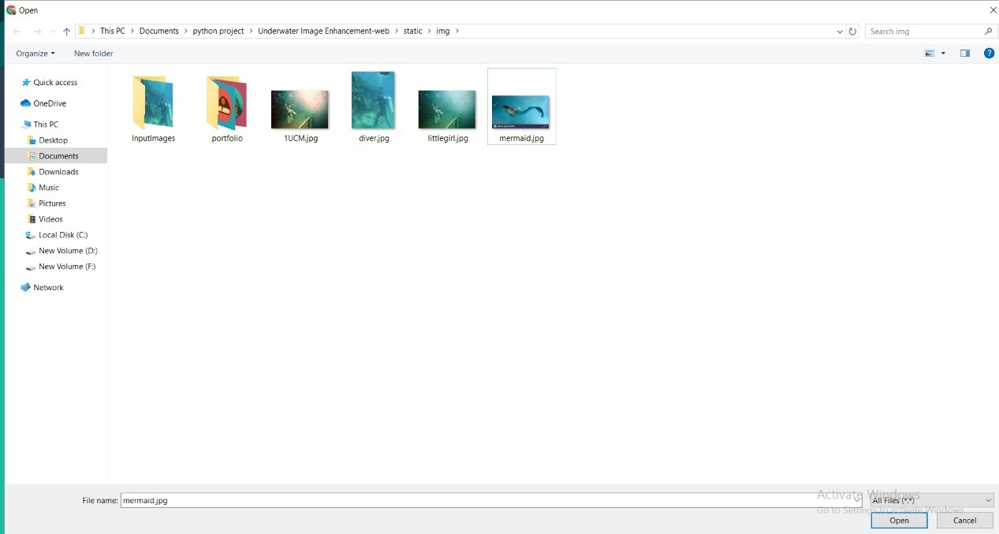 Open
This PC > Documents > python project > Underwater Image Enhancement-web > static > img >
Search img
Organize
New folder
Quick access
OneDrive
This PC
Desktop
Documents
Downloads
Music
Pictures
Videos
Local Disk (C:)
New Volume (D:)
New Volume (F:)
Network
InputImages
portfolio
1UCM.jpg
diver.jpg
littlegirl.jpg
mermaid.jpg
File name: mermaid.jpg
All Files (*.*)
Activate Windows
Go to Settings to activate Windows.
Open
Cancel